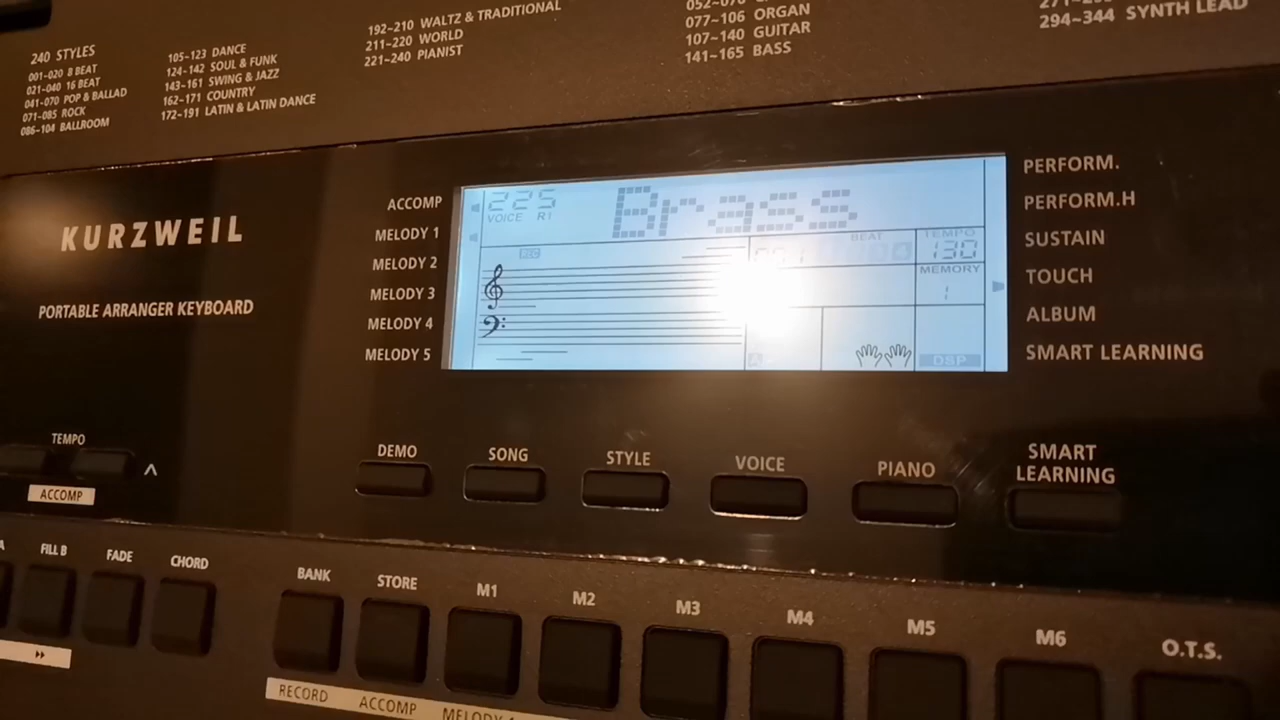 240 STYLES
001~020 8 BEAT
021~040 16 BEAT
041~070 POP & BALLAD
071~085 ROCK
086~104 BALLROOM
105~123 DANCE
124~142 SOUL & FUNK
143~161 SWING & JAZZ
162~171 COUNTRY
172~191 LATIN & LATIN DANCE
192~210 WALTZ & TRADITIONAL
211~220 WORLD
221~240 PIANIST
077~106 ORGAN
107~140 GUITAR
141~165 BASS
294~344 SYNTH LEAD
KURZWEIL
PORTABLE ARRANGER KEYBOARD
ACCOMP
MELODY 1
MELODY 2
MELODY 3
MELODY 4
MELODY 5
225 Brass
VOICE R1
REC
BEAT
TEMPO
130
MEMORY
1
DSP
PERFORM.
PERFORM.H
SUSTAIN
TOUCH
ALBUM
SMART LEARNING
TEMPO
^
ACCOMP
DEMO
SONG
STYLE
VOICE
PIANO
SMART
LEARNING
FILL B
FADE
CHORD
BANK
STORE
M1
M2
M3
M4
M5
M6
O.T.S.
RECORD
ACCOMP